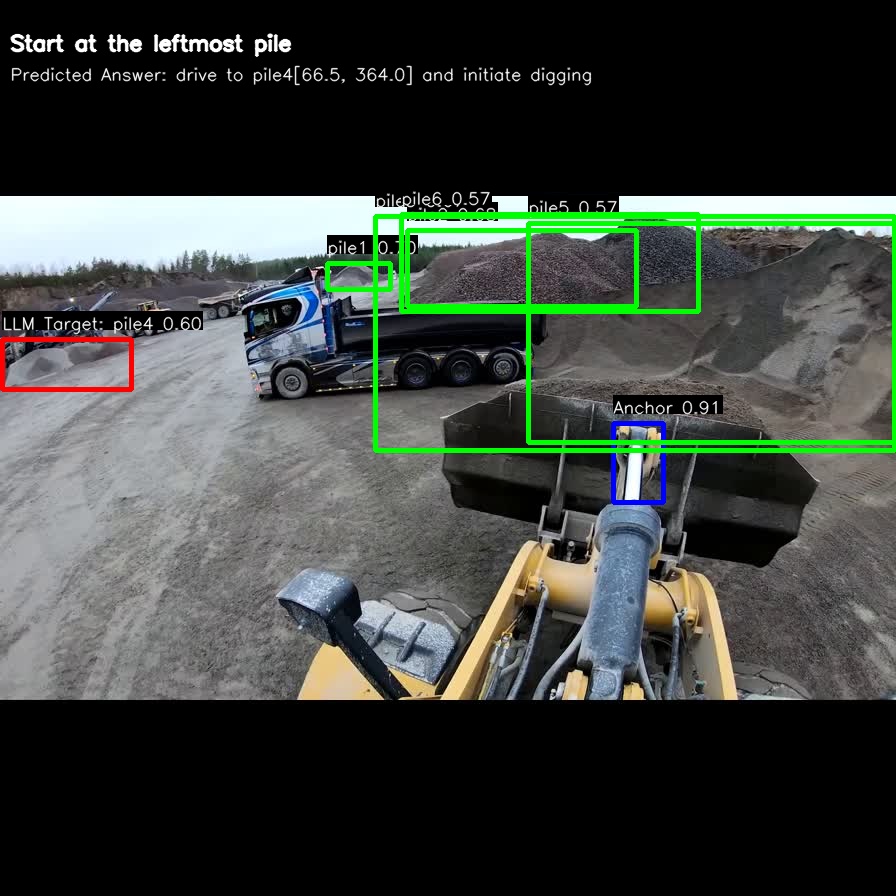 Start at the leftmost pile
Predicted Answer: drive to pile4[66.5, 364.0] and initiate digging
pile6 0.57
pile5 0.57
pile1 0.70
LLM Target: pile4 0.60
Anchor 0.91